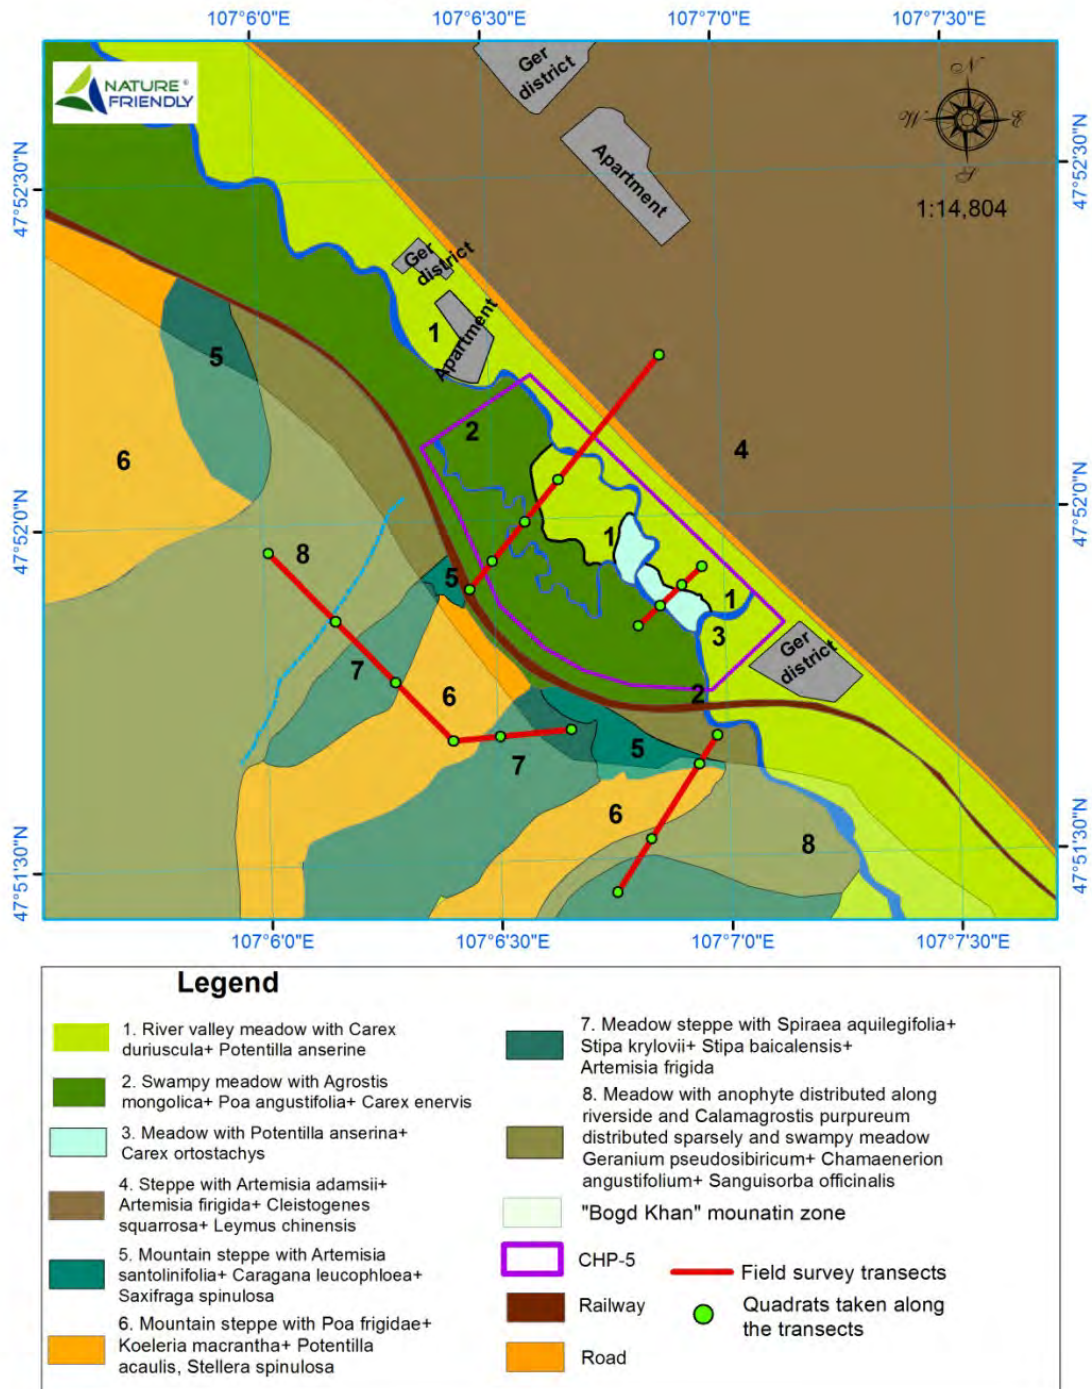 107°6'0"E 107°6'30"E 107°7'0"E 107°7'30"E
NATURE®
FRIENDLY
Ger
district
N
W E
S
Apartment
1:14,804
47°52'30"N
47°52'30"N
Ger
district
1
Apartment
5
2
4
6
47°52'0"N
47°52'0"N
1
8
5
1
3
7
Ger
district
6
2
5
7
6
8
47°51'30"N
47°51'30"N
107°6'0"E 107°6'30"E 107°7'0"E 107°7'30"E
Legend
1. River valley meadow with Carex
duriuscula+ Potentilla anserine
2. Swampy meadow with Agrostis
mongolica+ Poa angustifolia+ Carex enervis
3. Meadow with Potentilla anserina+
Carex ortostachys
4. Steppe with Artemisia adamsii+
Artemisia firigida+ Cleistogenes
squarrosa+ Leymus chinensis
5. Mountain steppe with Artemisia
santolinifolia+ Caragana leucophloea+
Saxifraga spinulosa
6. Mountain steppe with Poa frigidae+
Koeleria macrantha+ Potentilla
acaulis, Stellera spinulosa
7. Meadow steppe with Spiraea aquilegifolia+
Stipa krylovii+ Stipa baicalensis+
Artemisia frigida
8. Meadow with anophyte distributed along
riverside and Calamagrostis purpureum
distributed sparsely and swampy meadow
Geranium pseudosibiricum+ Chamaenerion
angustifolium+ Sanguisorba officinalis
"Bogd Khan" mounatin zone
CHP-5
Railway
Road
Field survey transects
Quadrats taken along
the transects